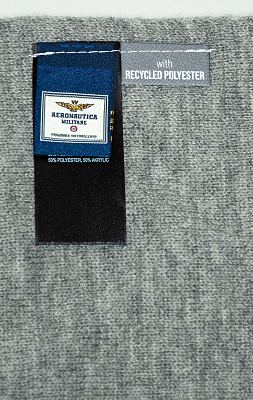 with
RECYCLED POLYESTER
AERONAUTICA
MILITARE
50% POLYESTER, 50% ACRYLIC